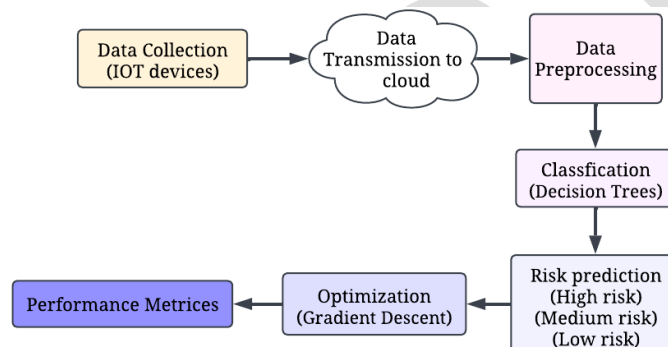 Data Collection
(IOT devices)
Data
Transmission to
cloud
Data
Preprocessing
Classfication
(Decision Trees)
Risk prediction
(High risk)
(Medium risk)
(Low risk)
Optimization
(Gradient Descent)
Performance Metrices